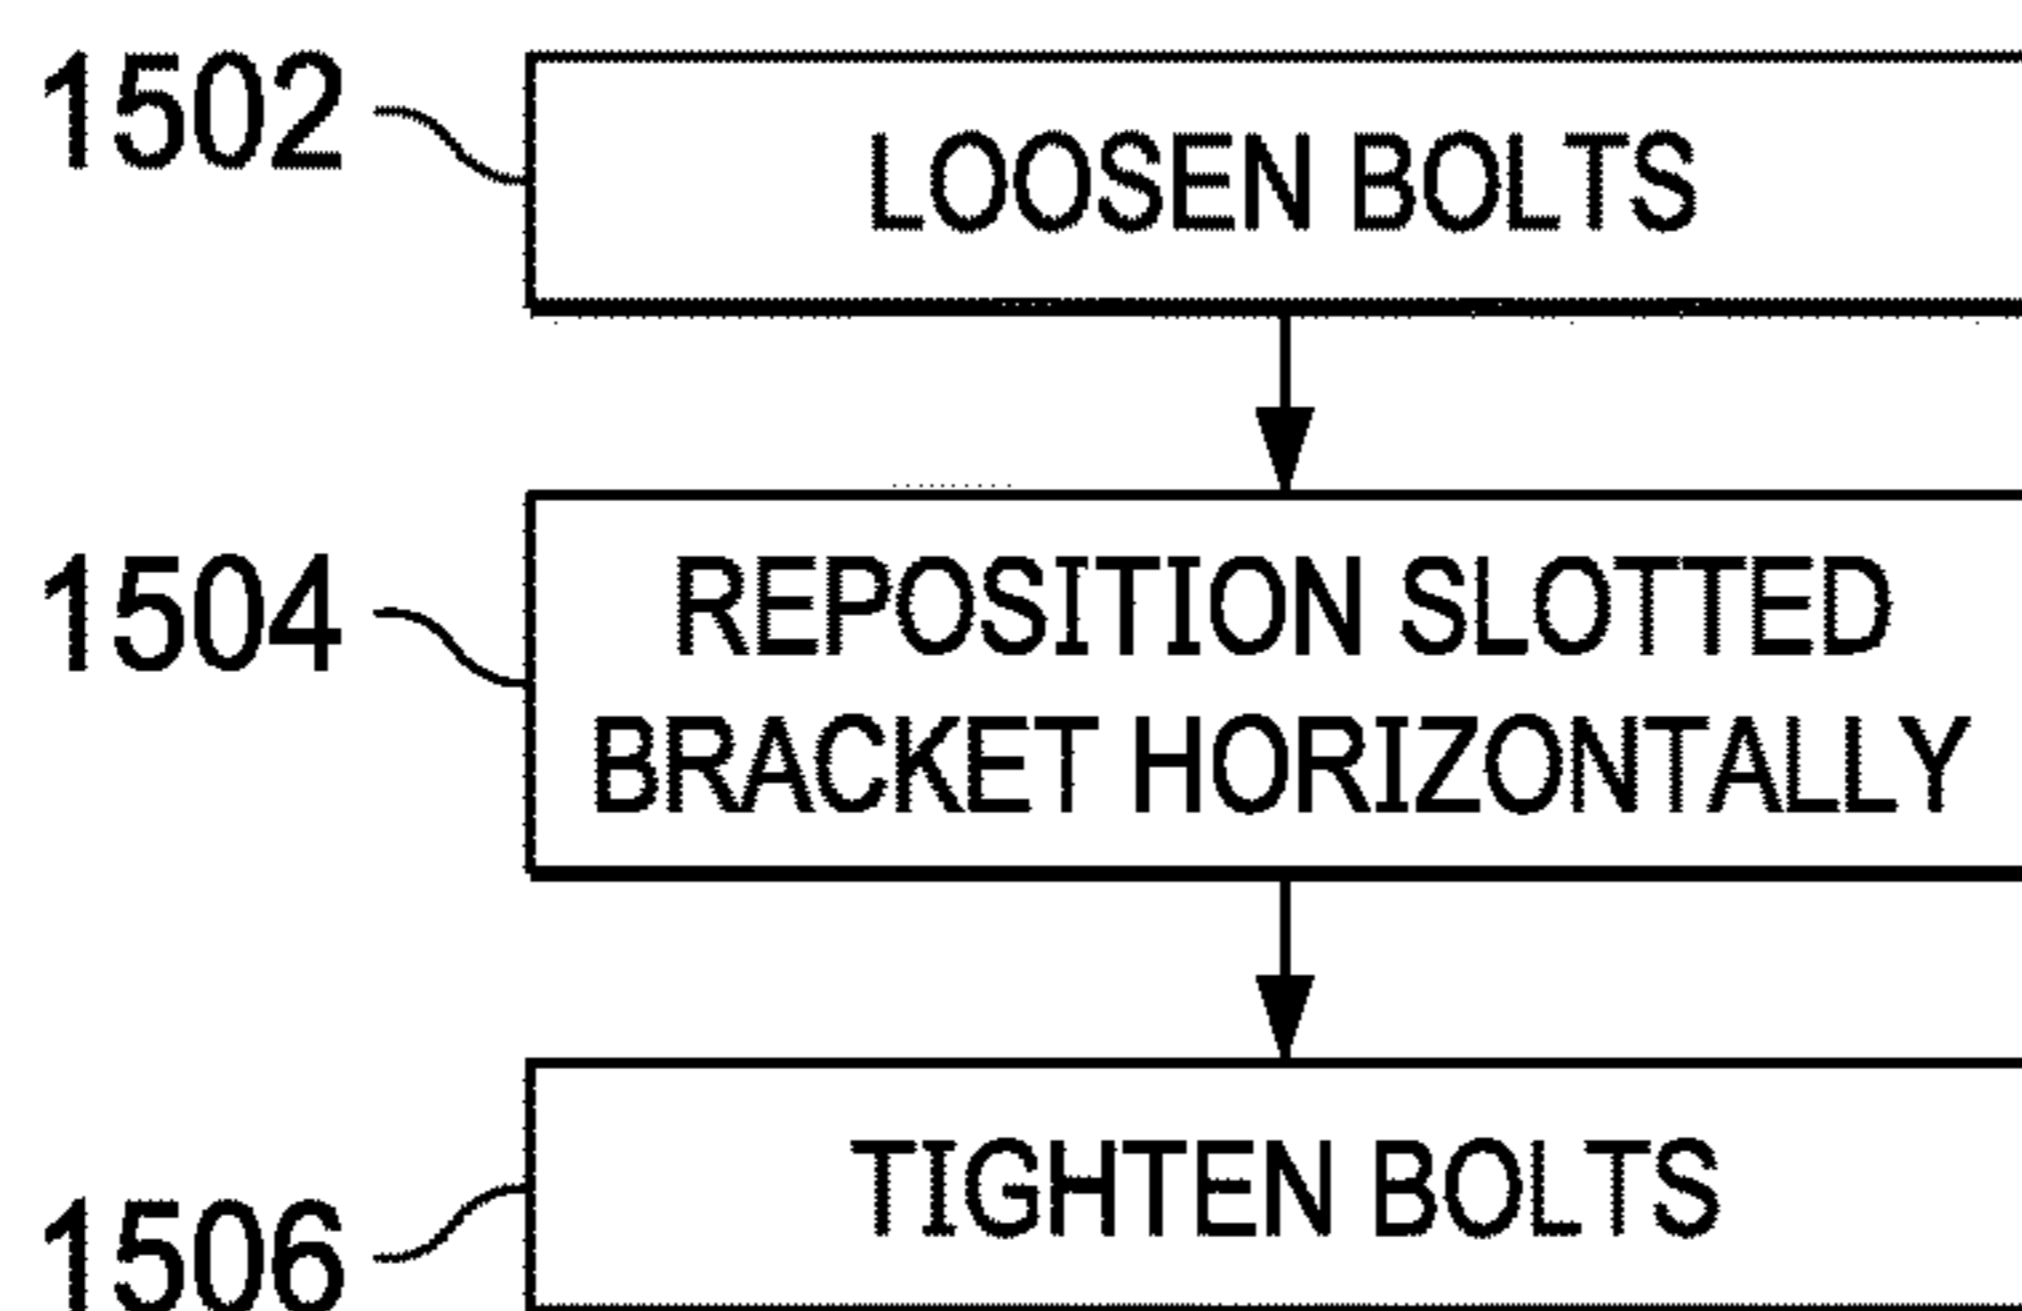 1502
LOOSEN BOLTS
1504
REPOSITION SLOTTED
BRACKET HORIZONTALLY
1506
TIGHTEN BOLTS